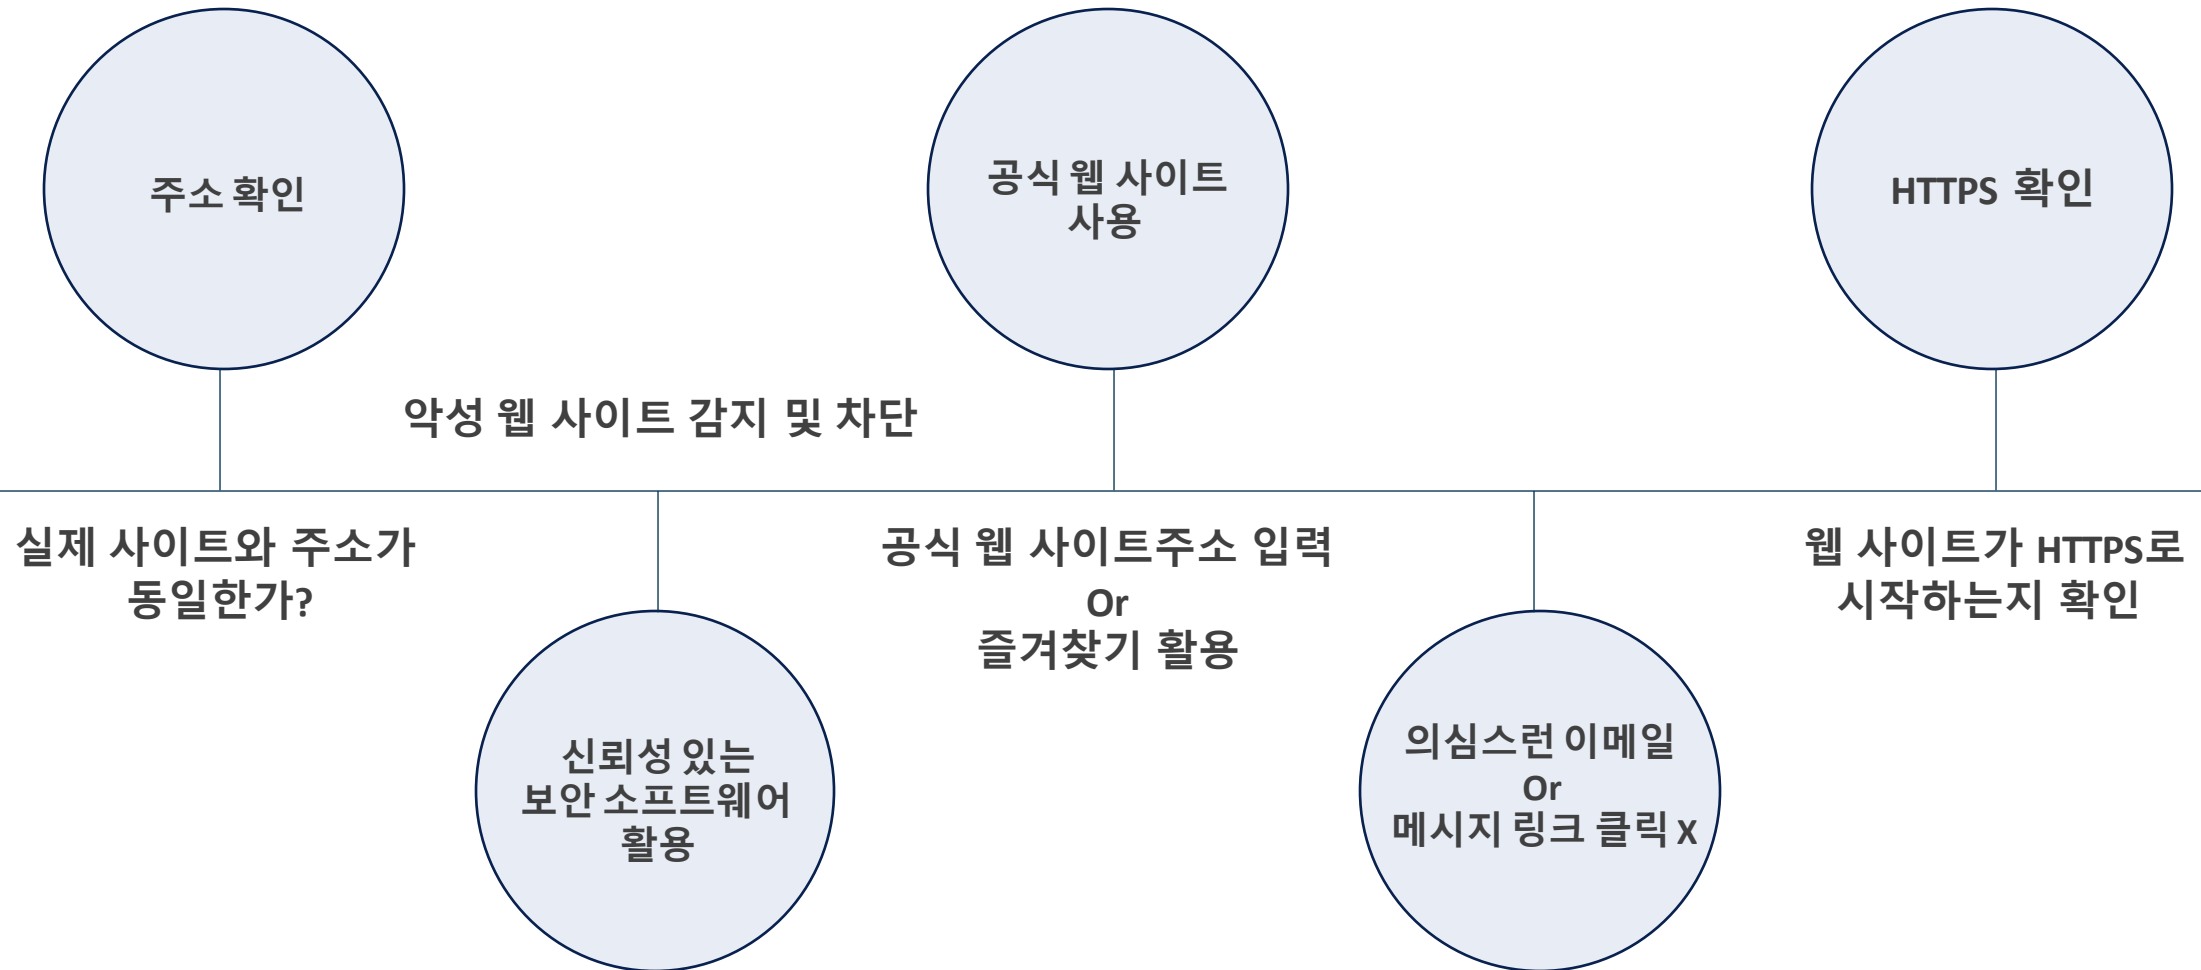 주소 확인
공식 웹 사이트
사용
HTTPS 확인
악성 웹 사이트 감지 및 차단
실제 사이트와 주소가
동일한가?
공식 웹 사이트주소 입력
Or
즐겨찾기 활용
웹 사이트가 HTTPS로
시작하는지 확인
신뢰성 있는
보안 소프트웨어
활용
의심스런 이메일
Or
메시지 링크 클릭 X